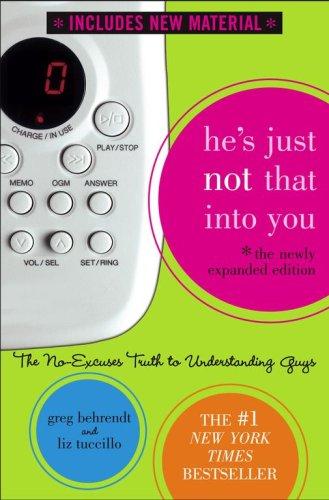 * INCLUDES NEW MATERIAL *
0
CHARGE / IN USE
PLAY/STOP
MEMO OGM ANSWER
VOL / SEL SET/RING
he's just
not that
into you
* the newly
expanded edition
The No-Excuses Truth to Understanding Guys
greg behrendt
and
liz tuccillo
THE #1
NEW YORK
TIMES
BESTSELLER